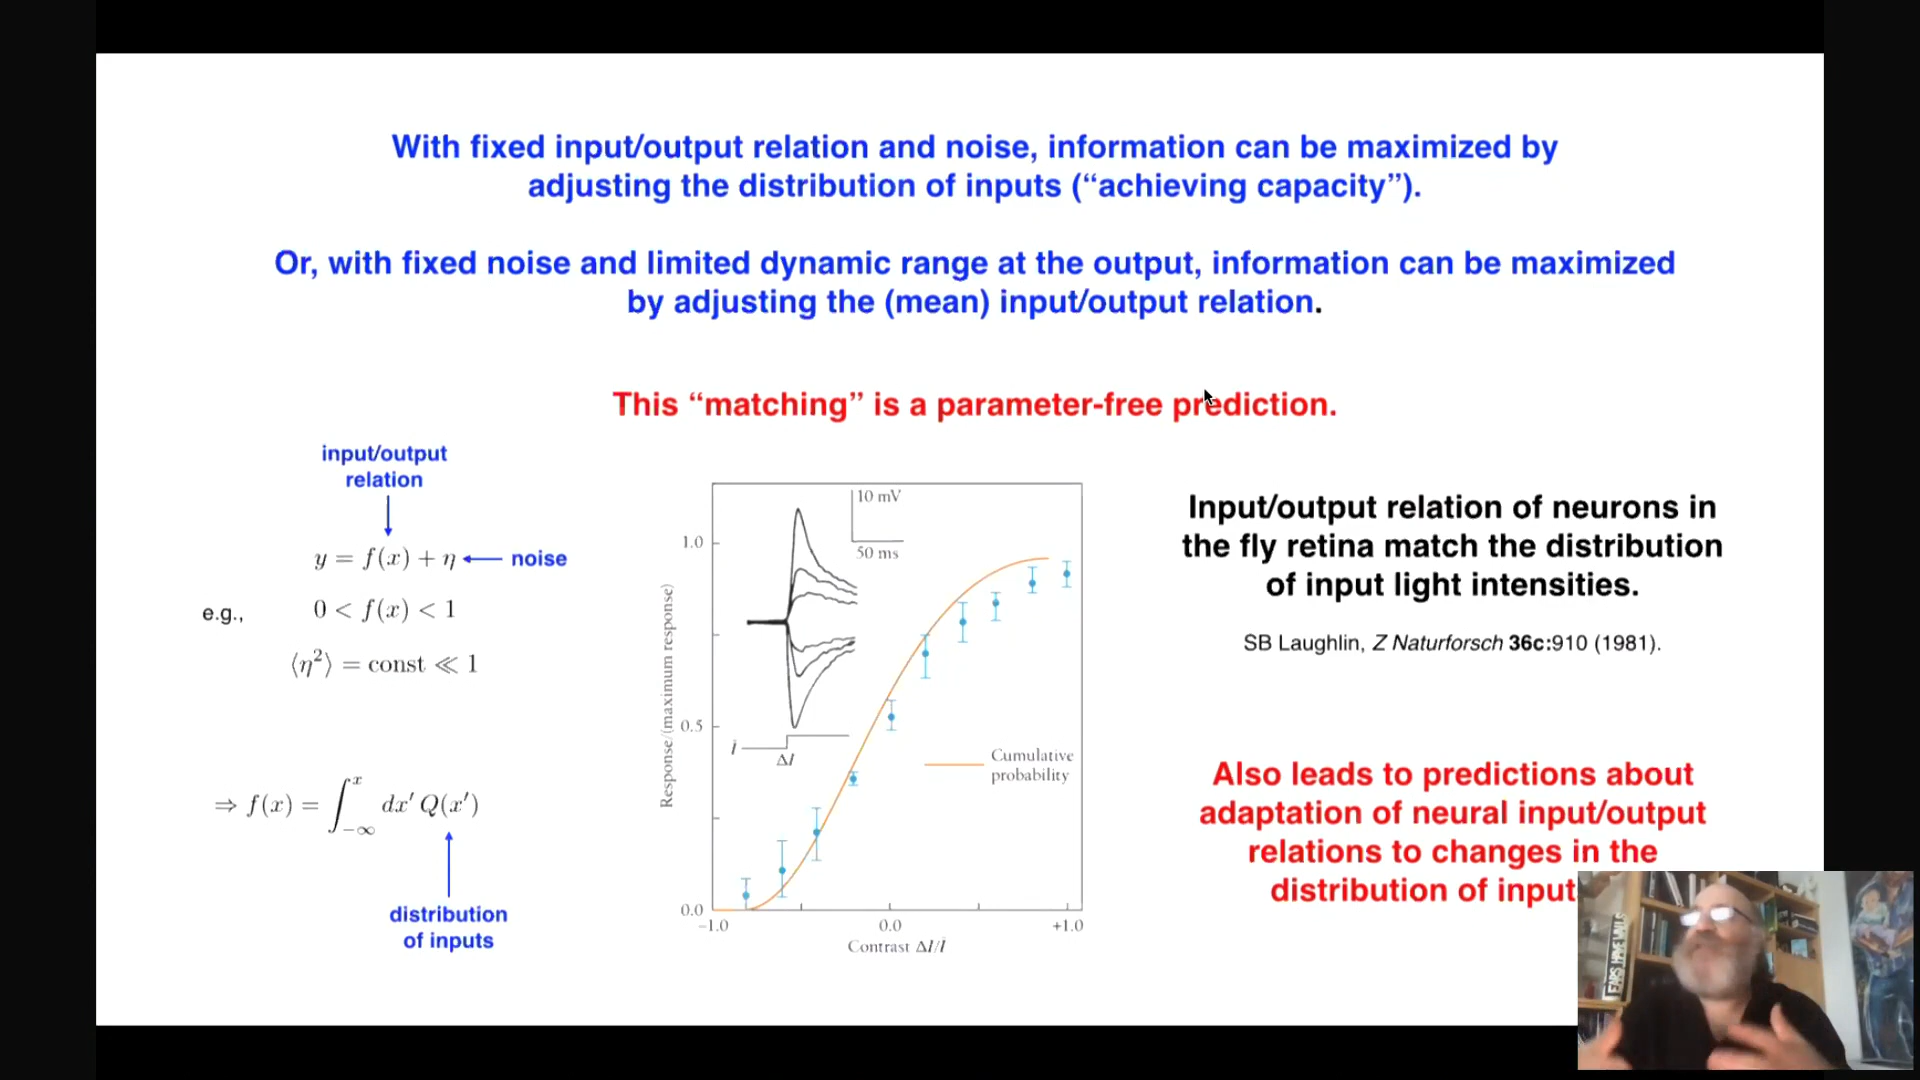 With fixed input/output relation and noise, information can be maximized by
adjusting the distribution of inputs (“achieving capacity”).
Or, with fixed noise and limited dynamic range at the output, information can be maximized
by adjusting the (mean) input/output relation.
This “matching” is a parameter-free prediction.
input/output
relation
y = f(x) + η
noise
e.g.,
0 < f(x) < 1
⟨η²⟩ = const ≪ 1
⇒ f(x) = ∫_{-∞}^{x} dx′ Q(x′)
distribution
of inputs
10 mV
50 ms
Response/(maximum response)
1.0
0.5
0.0
-1.0
0.0
+1.0
Contrast ΔI/I
I
ΔI
Cumulative
probability
Input/output relation of neurons in
the fly retina match the distribution
of input light intensities.
SB Laughlin, Z Naturforsch 36c:910 (1981).
Also leads to predictions about
adaptation of neural input/output
relations to changes in the
distribution of input
EARS HAVE WALLS